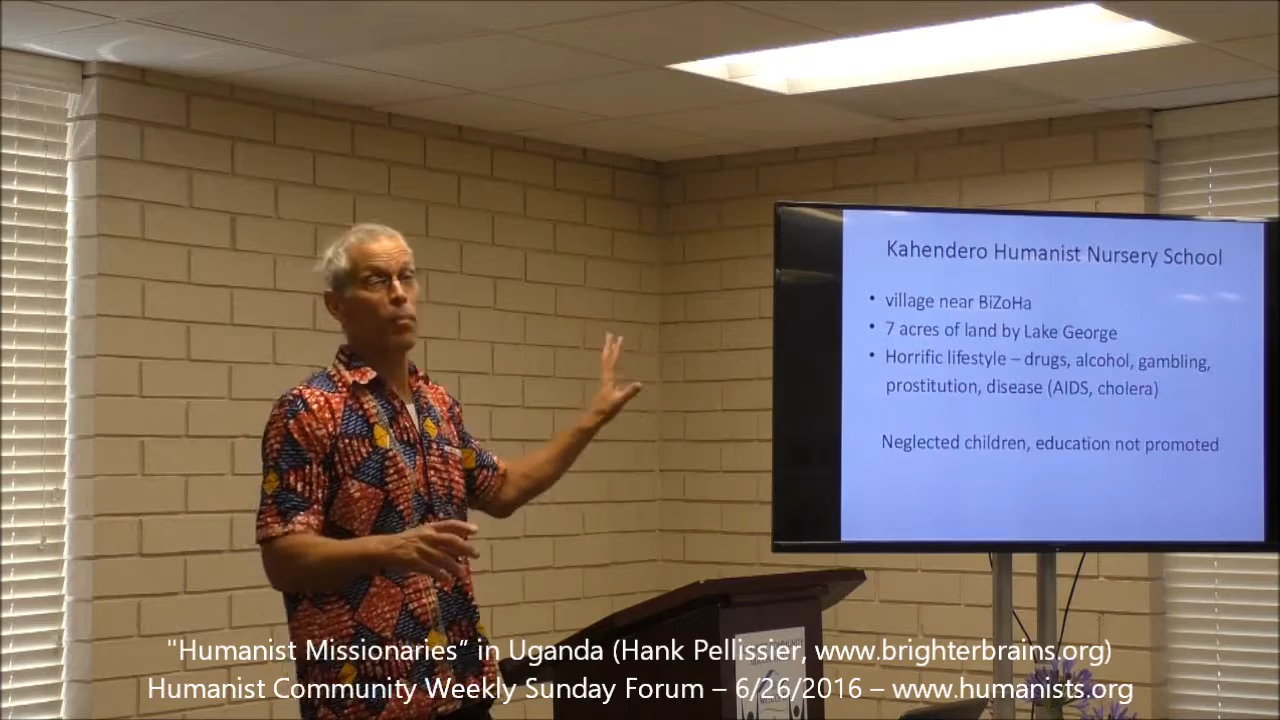 Kahendero Humanist Nursery School
• village near BiZoHa
• 7 acres of land by Lake George
• Horrific lifestyle – drugs, alcohol, gambling,
prostitution, disease (AIDS, cholera)
Neglected children, education not promoted
"Humanist Missionaries” in Uganda (Hank Pellissier, www.brighterbrains.org)
Humanist Community Weekly Sunday Forum – 6/26/2016 – www.humanists.org